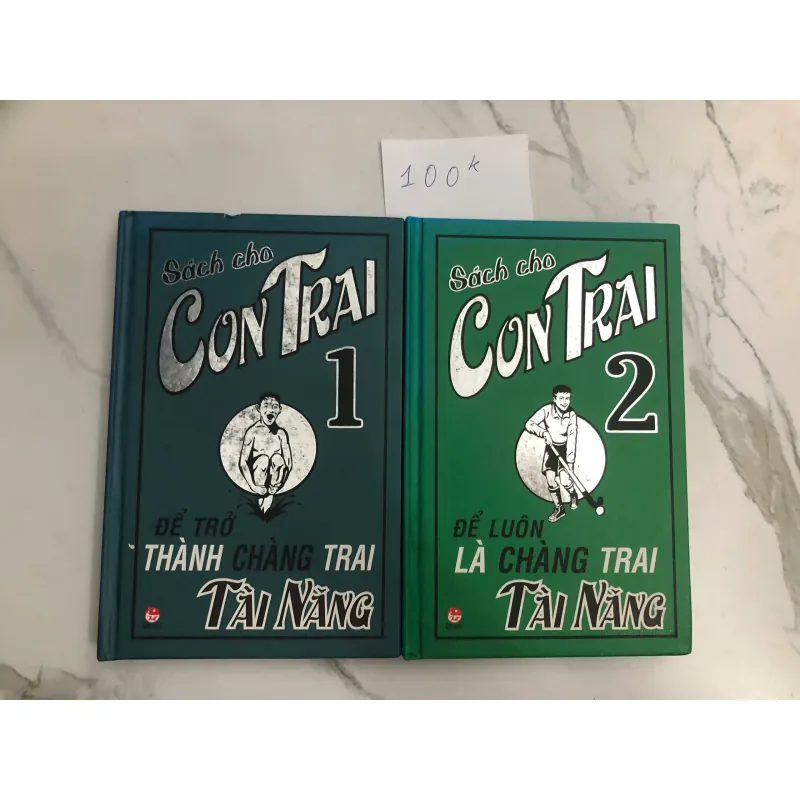 100k
Sách cho
CON TRAI
1
ĐỂ TRỞ
THÀNH CHÀNG TRAI
TÀI NĂNG
Sách cho
CON TRAI
2
ĐỂ LUÔN
LÀ CHÀNG TRAI
TÀI NĂNG